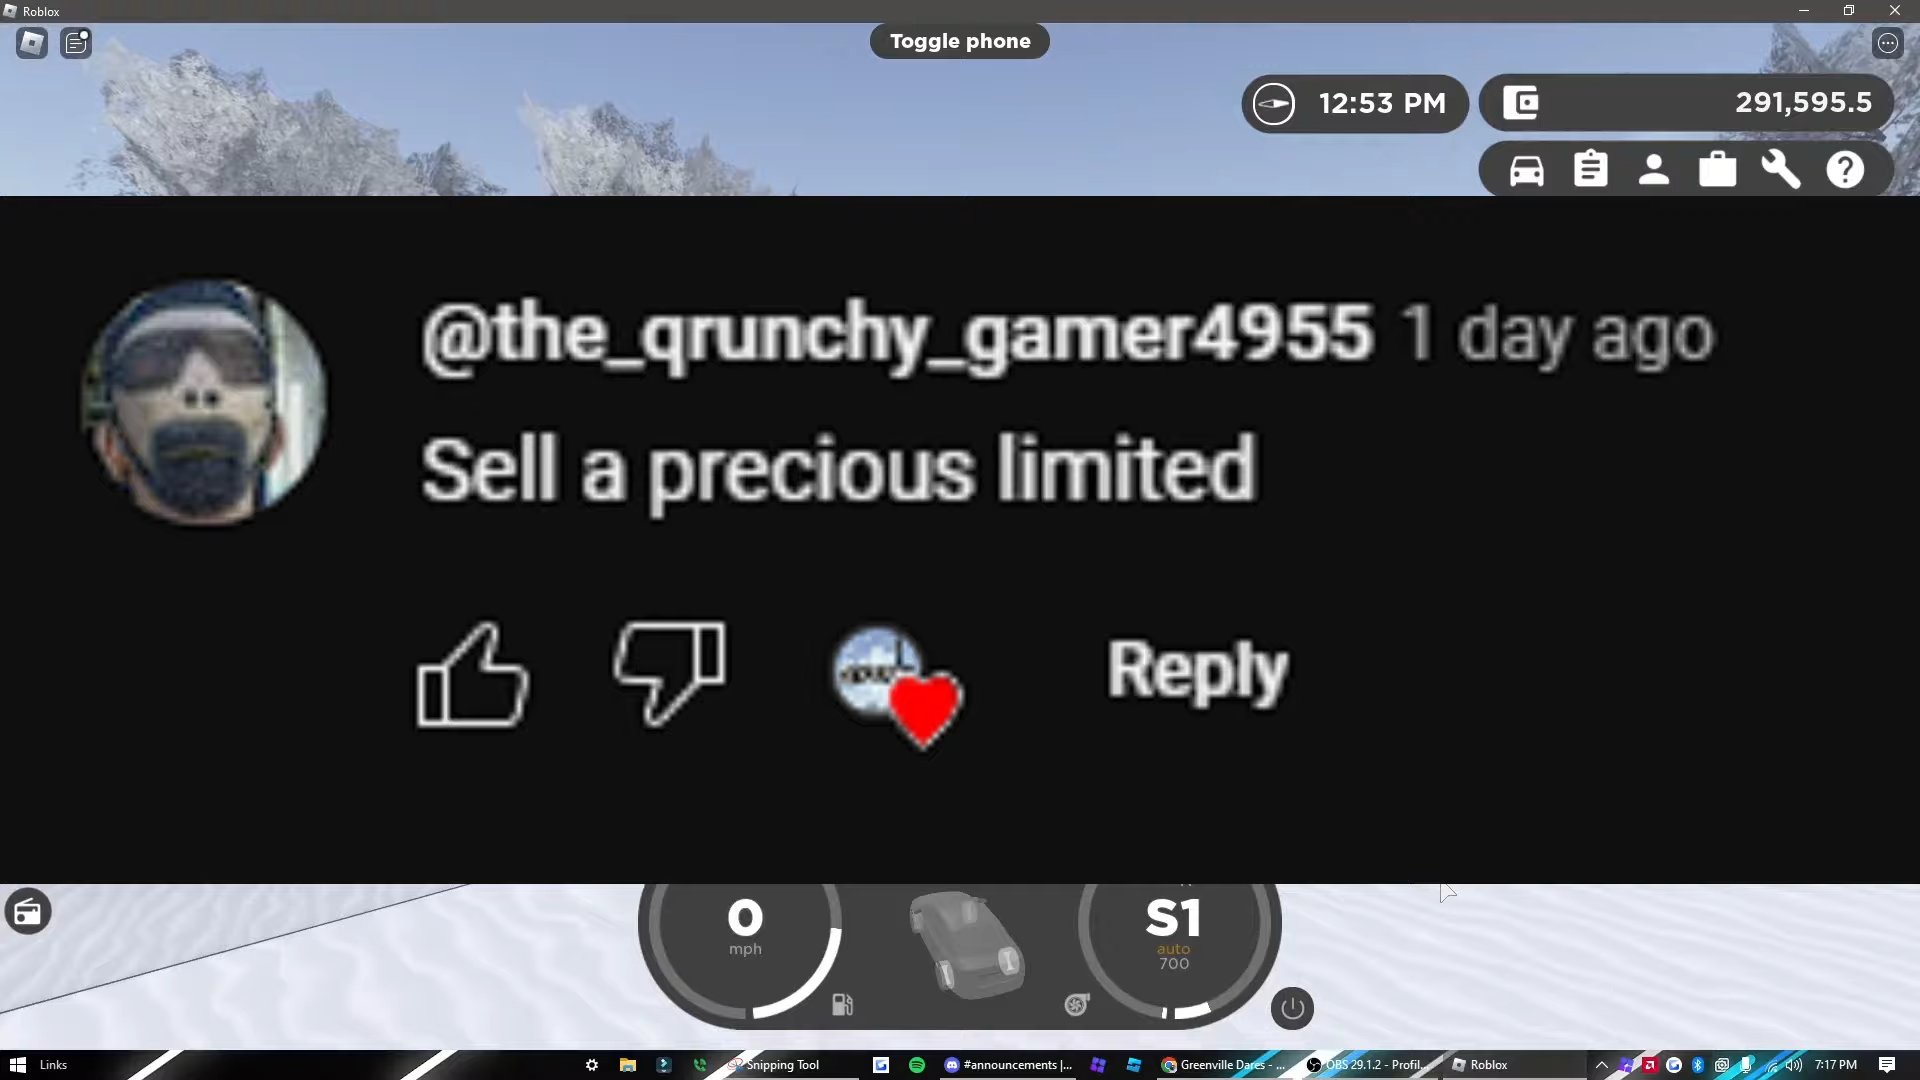 Roblox
Toggle phone
12:53 PM
291,595.5
@the_qrunchy_gamer4955 1 day ago
Sell a precious limited
Reply
0
mph
S1
auto
700
Links
Snipping Tool
#announcements |...
Greenville Dares - ...
OBS 29.1.2 - Profil...
Roblox
7:17 PM